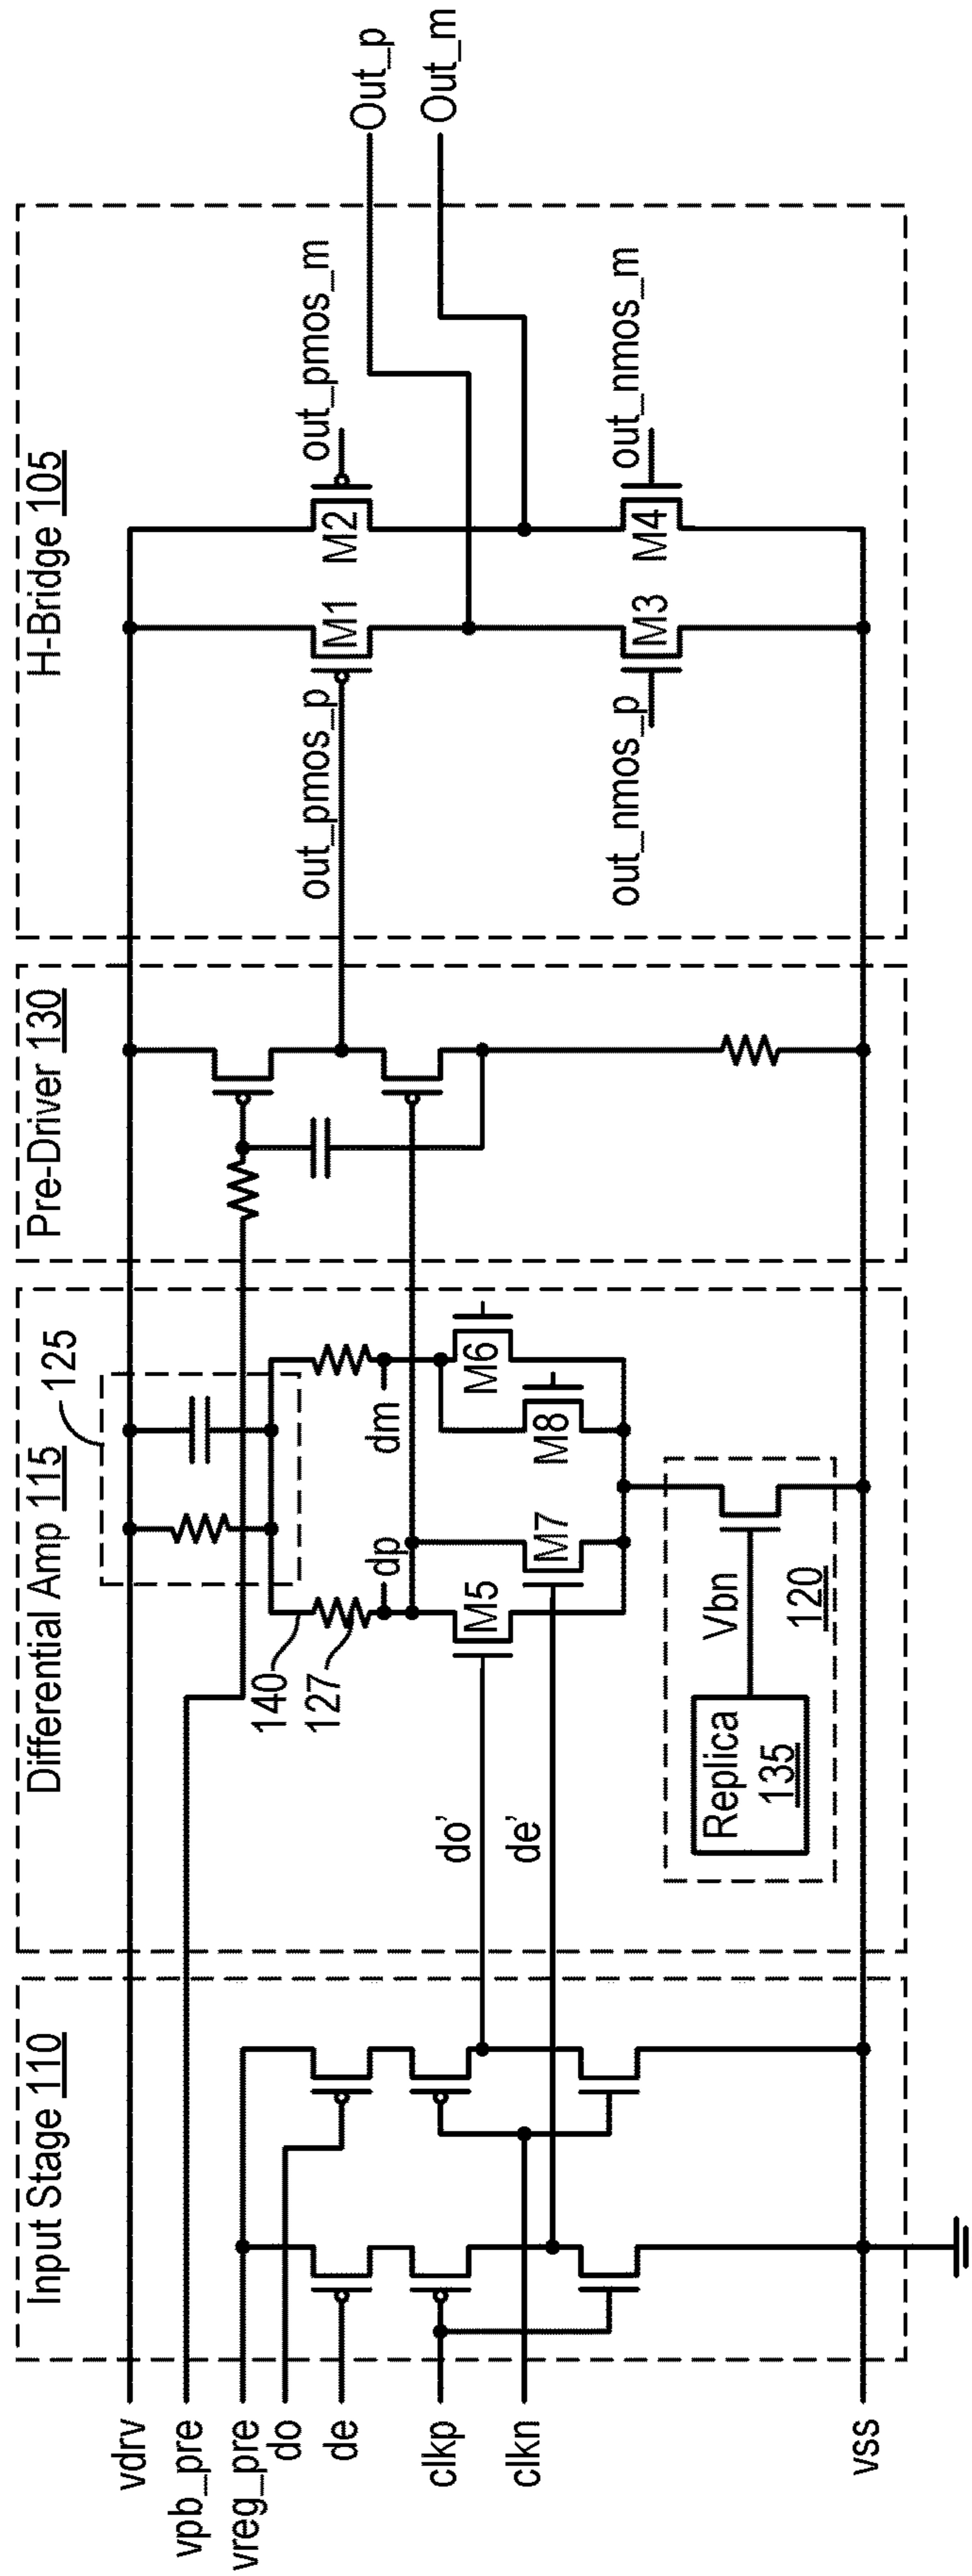 Input Stage 110
Differential Amp 115
Pre-Driver 130
H-Bridge 105
vdrv
vpb_pre
vreg_pre
do
de
clkp
clkn
vss
do’
de’
125
140
127
dp
dm
M5
M7
M8
M6
Vbn
120
Replica
135
out_pmos_p
out_pmos_m
M1
M2
out_nmos_p
out_nmos_m
M3
M4
Out_p
Out_m